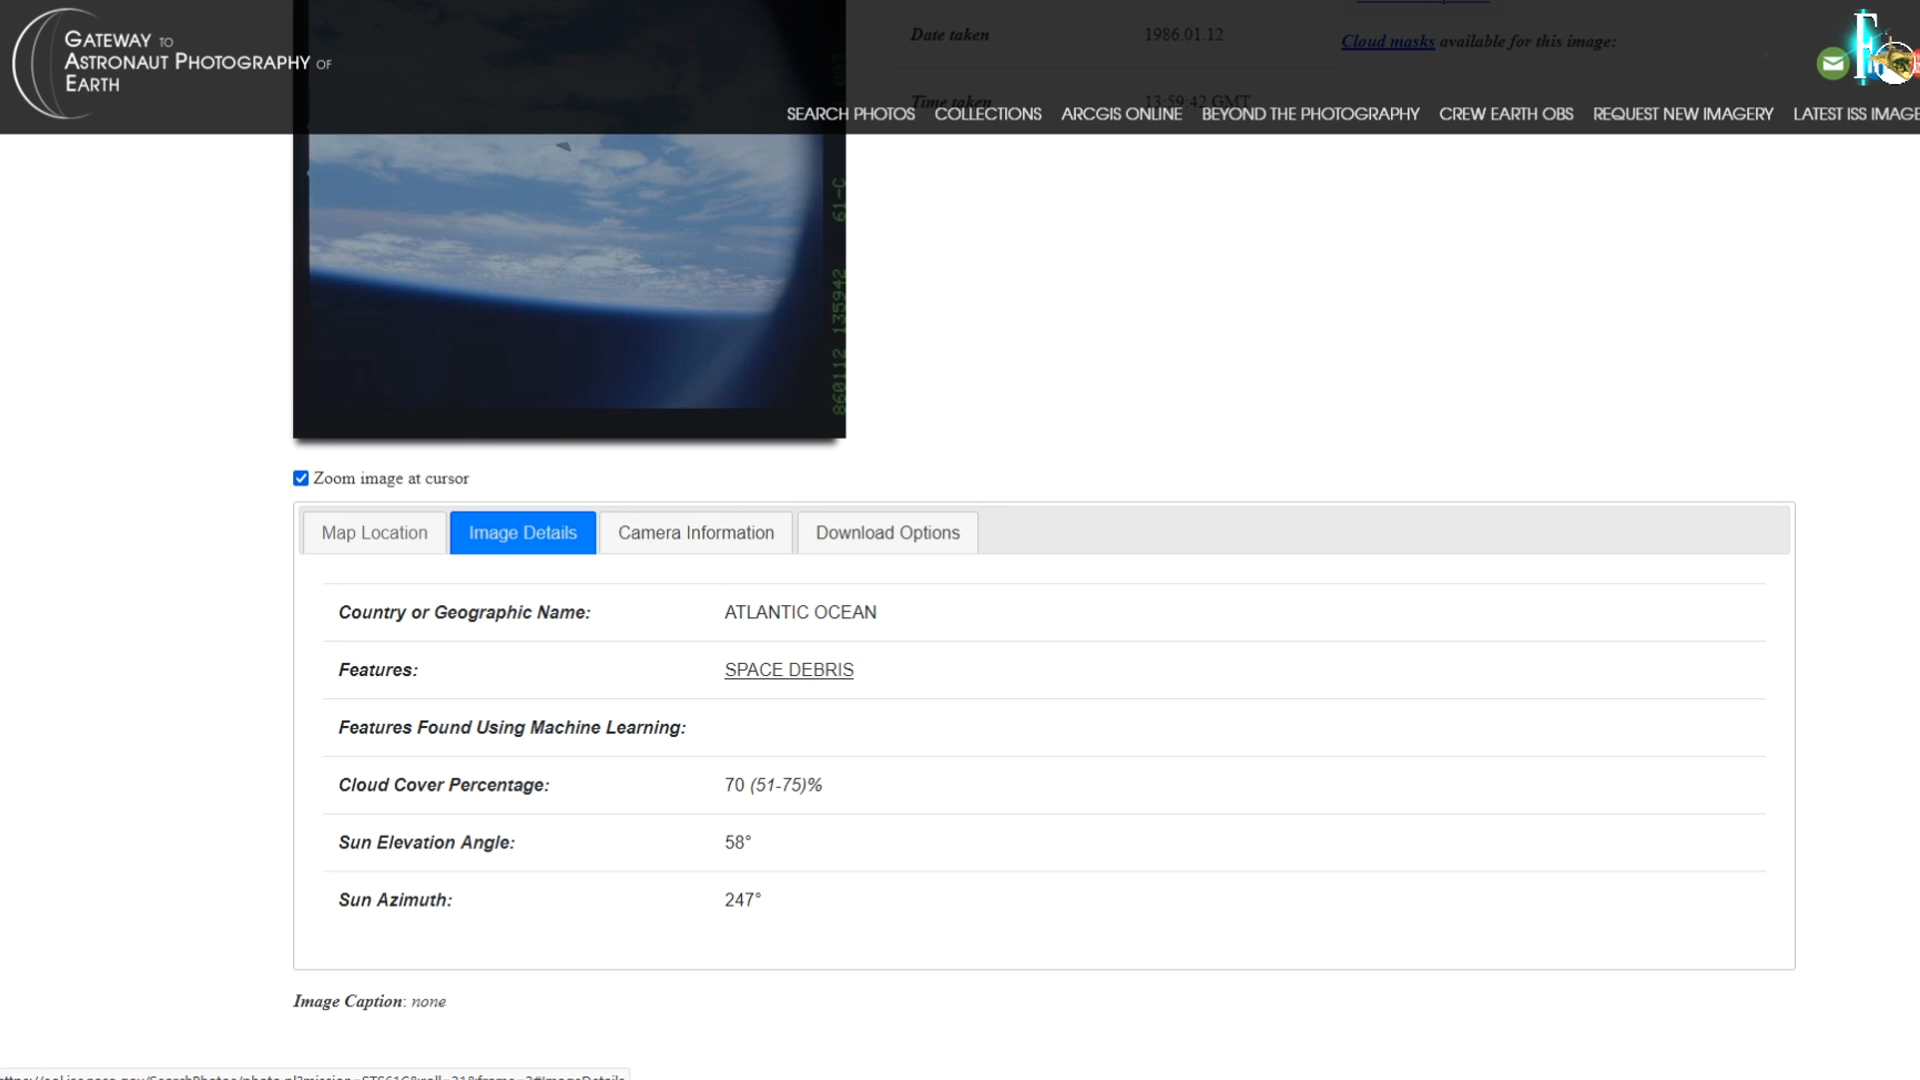 GATEWAY TO
ASTRONAUT PHOTOGRAPHY OF
EARTH
Date taken 1986.01.12
Cloud masks available for this image:
Time taken 13:59:42 GMT
SEARCH PHOTOS COLLECTIONS ARCGIS ONLINE BEYOND THE PHOTOGRAPHY CREW EARTH OBS REQUEST NEW IMAGERY LATEST ISS IMAGE
860112 135942 61-C
Zoom image at cursor
Map Location Image Details Camera Information Download Options
Country or Geographic Name: ATLANTIC OCEAN
Features: SPACE DEBRIS
Features Found Using Machine Learning:
Cloud Cover Percentage: 70 (51-75)%
Sun Elevation Angle: 58°
Sun Azimuth: 247°
Image Caption: none